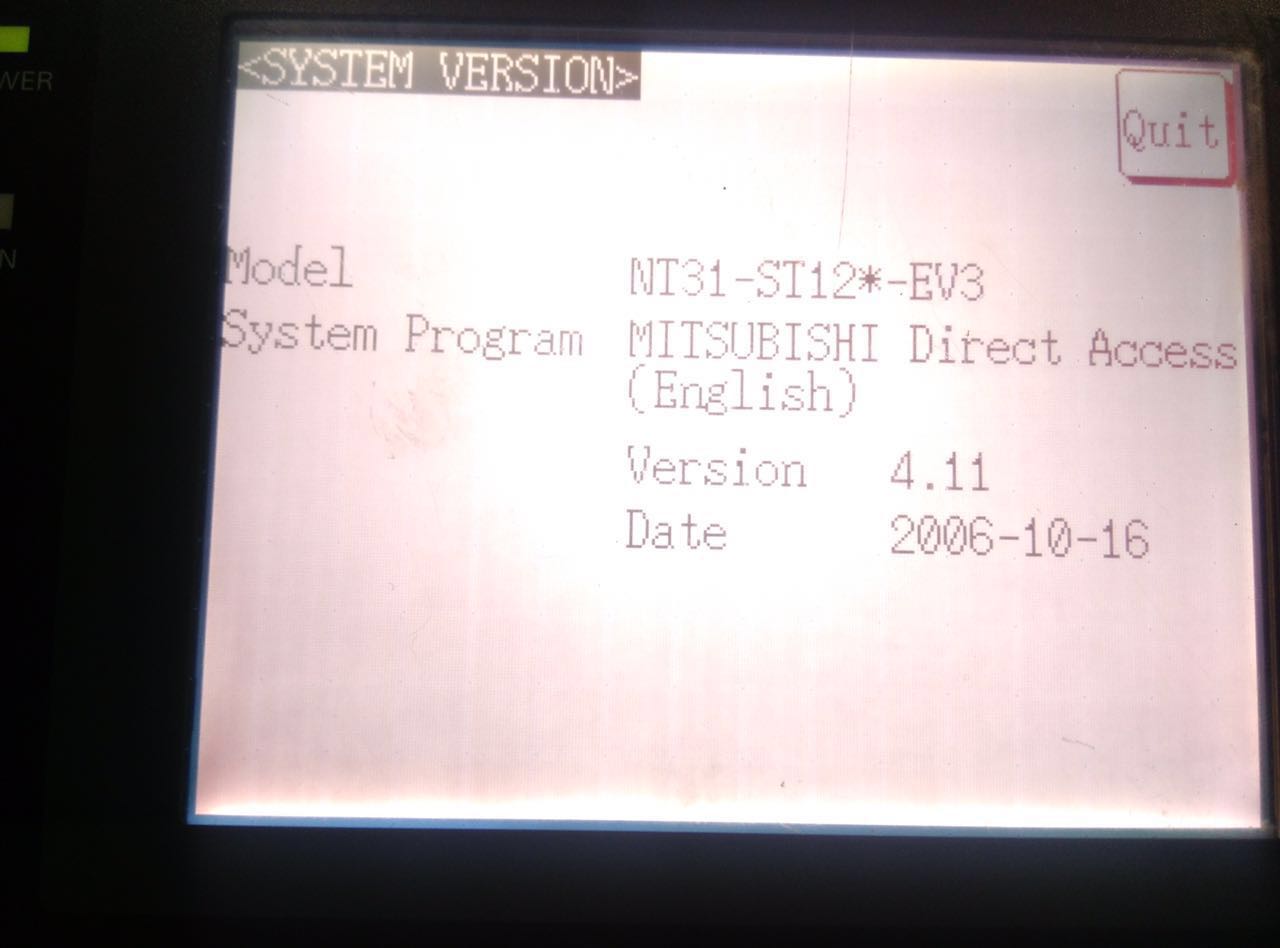 <SYSTEM VERSION>
Quit
WER
N
Model NT31-ST12*-EV3
System Program MITSUBISHI Direct Access
(English)
Version 4.11
Date 2006-10-16